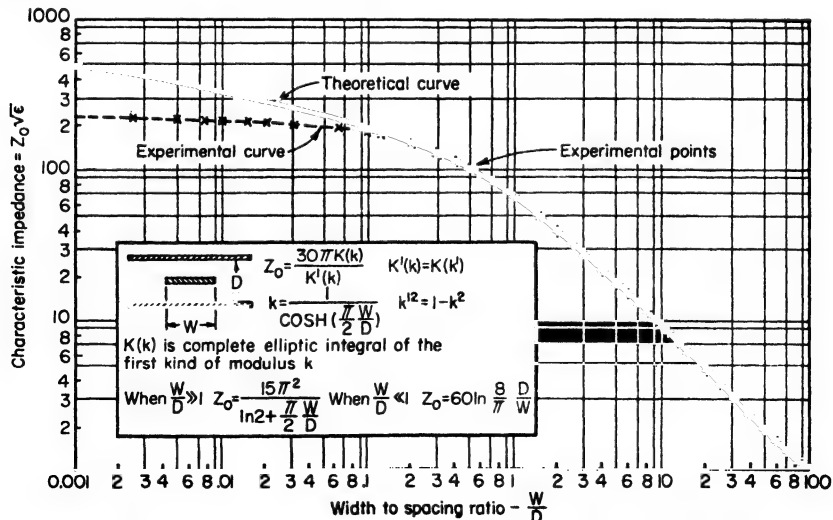 1000
8
6
4
3
2
100
8
6
4
3
2
10
8
6
4
3
2
Characteristic impedance = Z₀√ε
Theoretical curve
Experimental curve
Experimental points
D
W
Z₀ = 30πK(k) / K'(k)    K'(k) = K(k')
k = 1 / COSH(π/2 W/D)    k'² = 1 - k²
K(k) is complete elliptic integral of the
first kind of modulus k
When W/D ≫ 1 Z₀ = 15π² / ln2 + π/2 W/D When W/D ≪ 1 Z₀ = 60 ln 8/π D/W
0.001 2 3 4 6 8 .01 2 3 4 6 8 .1 2 3 4 6 8 1 2 3 4 6 8 10 2 3 4 6 8 100
Width to spacing ratio - W/D